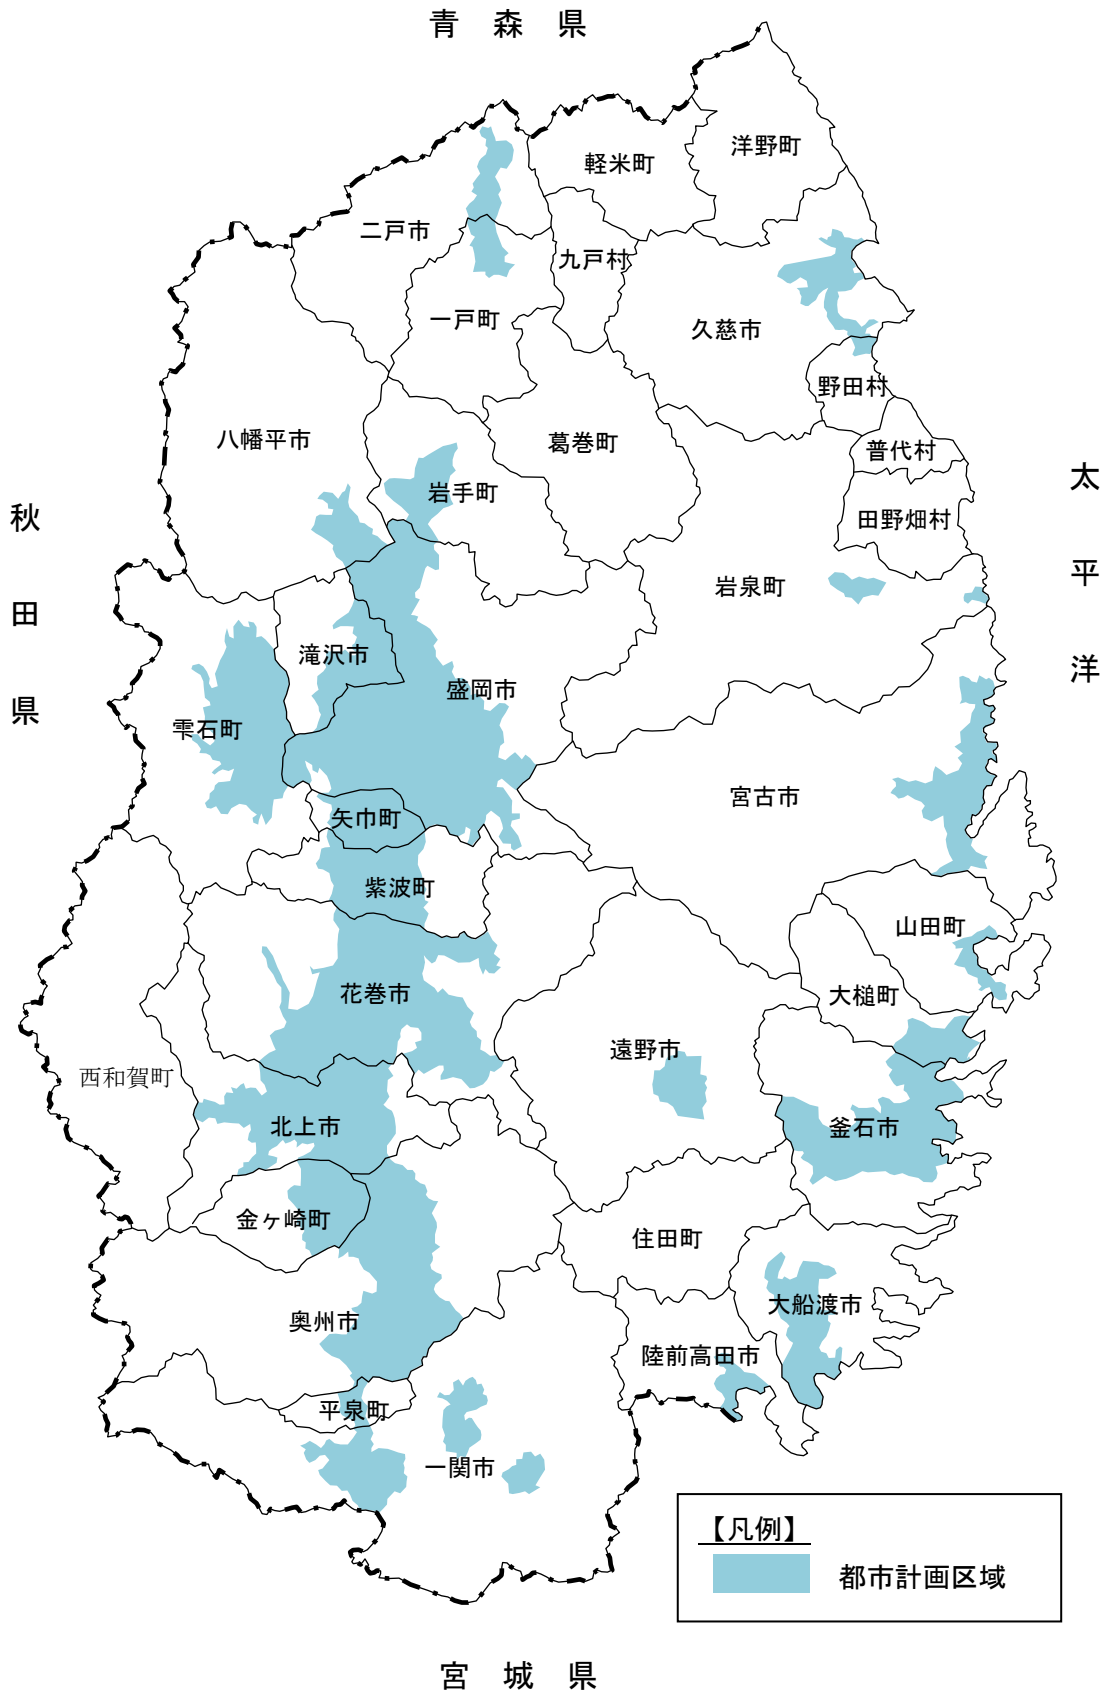 青森県
洋野町
軽米町
二戸市
九戸村
一戸町
久慈市
野田村
八幡平市
葛巻町
普代村
岩手町
田野畑村
太平洋
秋田県
岩泉町
滝沢市
盛岡市
雫石町
宮古市
矢巾町
紫波町
山田町
花巻市
大槌町
遠野市
西和賀町
北上市
釜石市
金ヶ崎町
住田町
大船渡市
奥州市
陸前高田市
平泉町
一関市
【凡例】
都市計画区域
宮城県